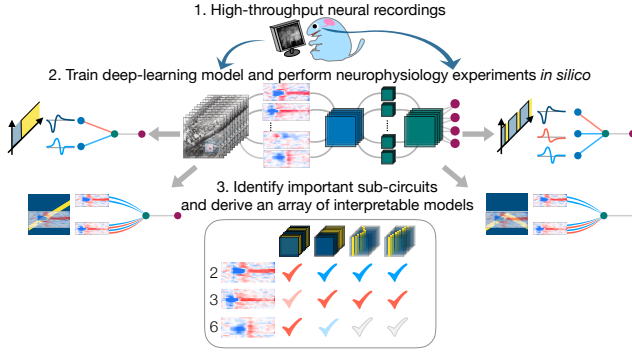 1. High-throughput neural recordings
2. Train deep-learning model and perform neurophysiology experiments in silico
3. Identify important sub-circuits
and derive an array of interpretable models
2
3
6